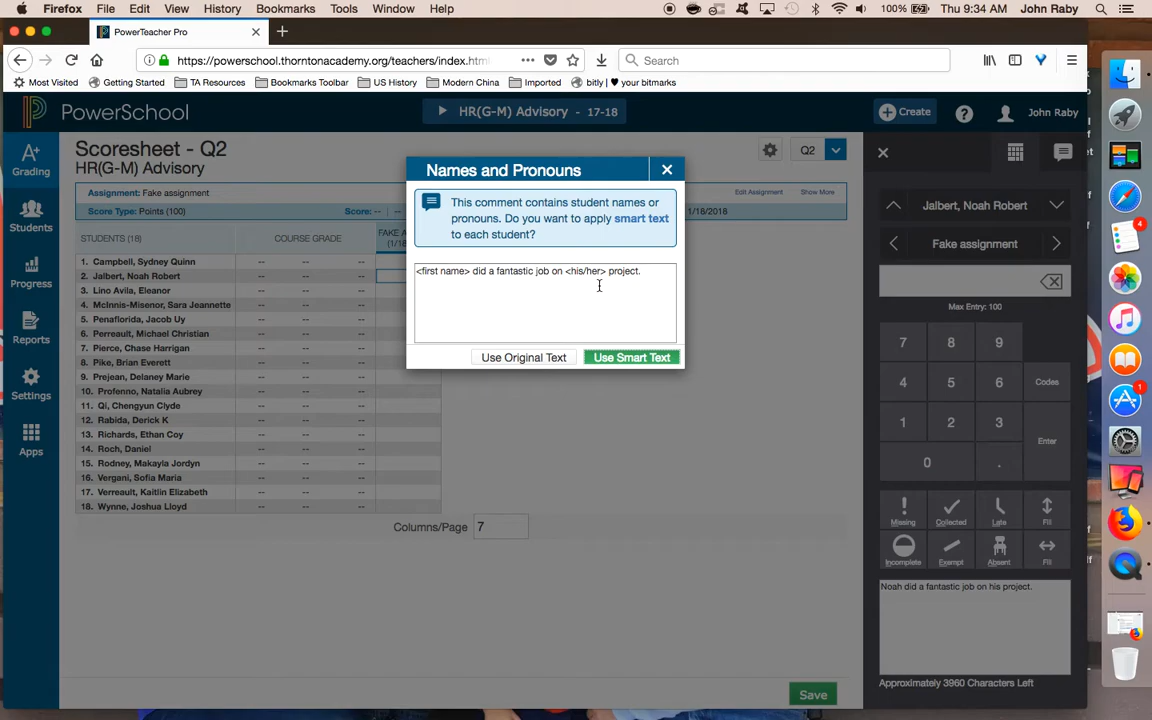 Firefox File Edit View History Bookmarks Tools Window Help 100% Thu 9:34 AM John Raby
PowerTeacher Pro
https://powerschool.thorntonacademy.org/teachers/index.html
Search
Most Visited Getting Started TA Resources Bookmarks Toolbar US History Modern China Imported bitly | ♥ your bitmarks
PowerSchool HR(G-M) Advisory - 17-18 Create John Raby
A+
Grading
Students
Progress
Reports
Settings
Apps
Scoresheet - Q2
HR(G-M) Advisory
Q2
Assignment: Fake assignment
Edit Assignment Show More
Score Type: Points (100) Score: -- 1/18/2018
STUDENTS (18) COURSE GRADE FAKE A
(1/18
1. Campbell, Sydney Quinn -- --
2. Jalbert, Noah Robert -- --
3. Lino Avila, Eleanor -- --
4. McInnis-Misenor, Sara Jeannette -- --
5. Penaflorida, Jacob Uy -- --
6. Perreault, Michael Christian -- --
7. Pierce, Chase Harrigan -- --
8. Pike, Brian Everett -- --
9. Prejean, Delaney Marie -- --
10. Profenno, Natalia Aubrey -- --
11. Qi, Chengyun Clyde -- --
12. Rabida, Derick K -- --
13. Richards, Ethan Coy -- --
14. Roch, Daniel -- --
15. Rodney, Makayla Jordyn -- --
16. Vergani, Sofia Maria -- --
17. Verreault, Kaitlin Elizabeth -- --
18. Wynne, Joshua Lloyd -- --
Columns/Page 7
Save
Names and Pronouns
This comment contains student names or
pronouns. Do you want to apply smart text
to each student?
<first name> did a fantastic job on <his/her> project.
Use Original Text Use Smart Text
Jalbert, Noah Robert
Fake assignment
Max Entry: 100
7 8 9
4 5 6 Codes
1 2 3
Enter
0 .
Missing Collected Late Fill
Incomplete Exempt Absent Fill
Noah did a fantastic job on his project.
Approximately 3960 Characters Left
4
1